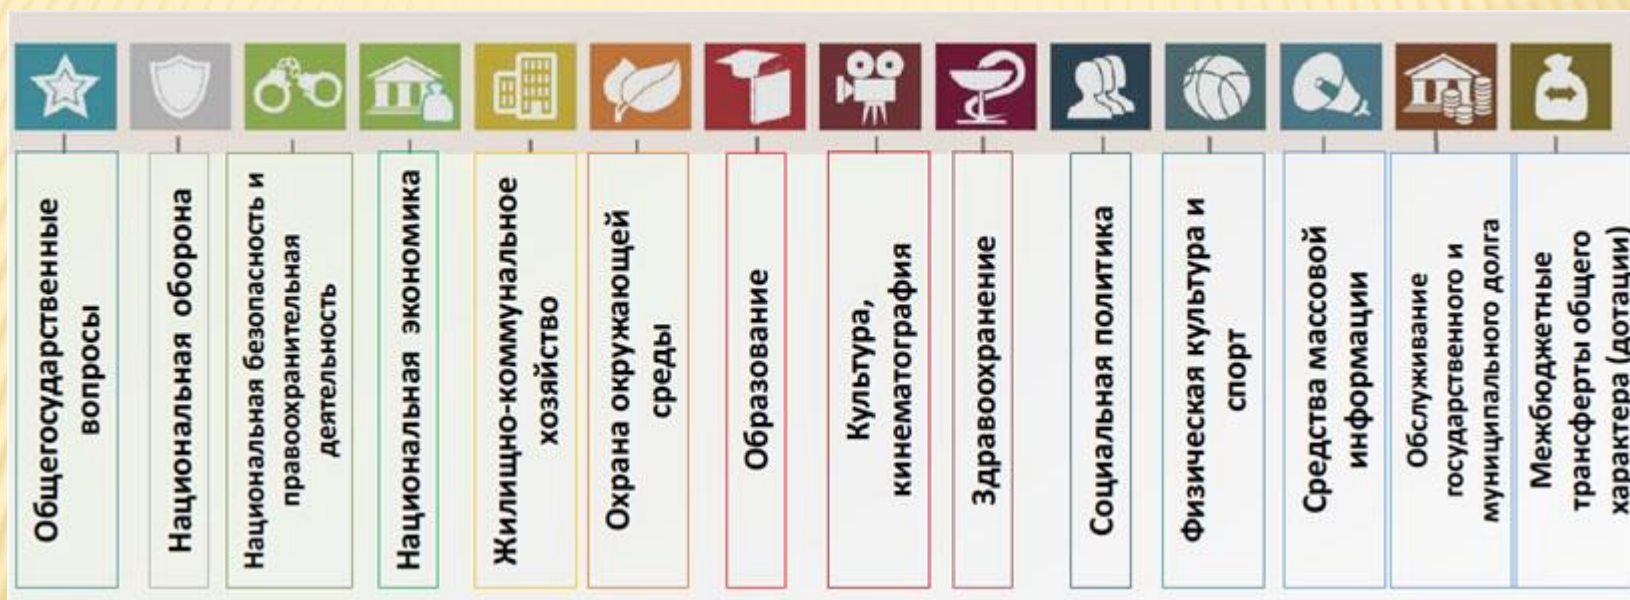 Общегосударственные
вопросы
Национальная оборона
Национальная безопасность и
правоохранительная
деятельность
Национальная экономика
Жилищно-коммунальное
хозяйство
Охрана окружающей
среды
Образование
Культура,
кинематография
Здравоохранение
Социальная политика
Физическая культура и
спорт
Средства массовой
информации
Обслуживание
государственного и
муниципального долга
Межбюджетные
трансферты общего
характера (дотации)